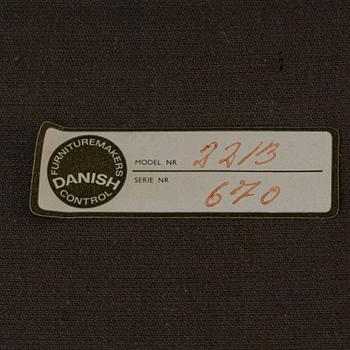 FURNITUREMAKERS
DANISH
CONTROL
MODEL NR 2213
SERIE NR. 670